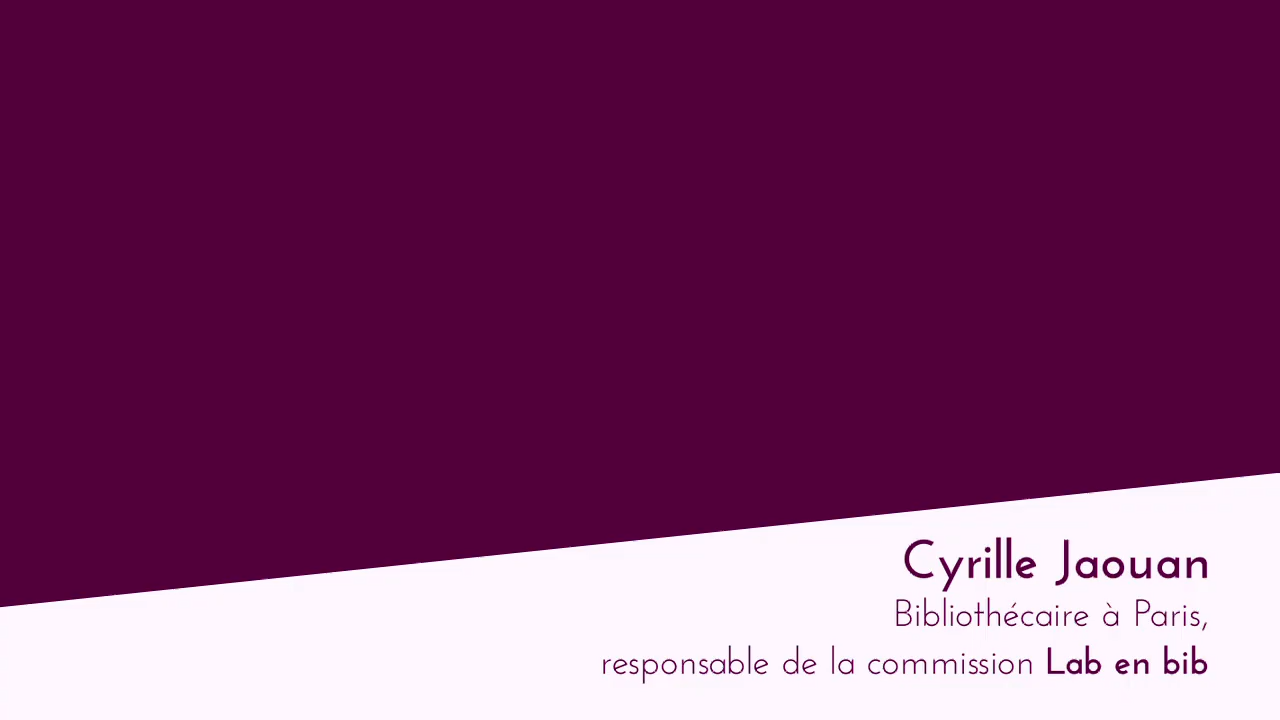 Cyrille Jaouan
Bibliothécaire à Paris,
responsable de la commission Lab en bib